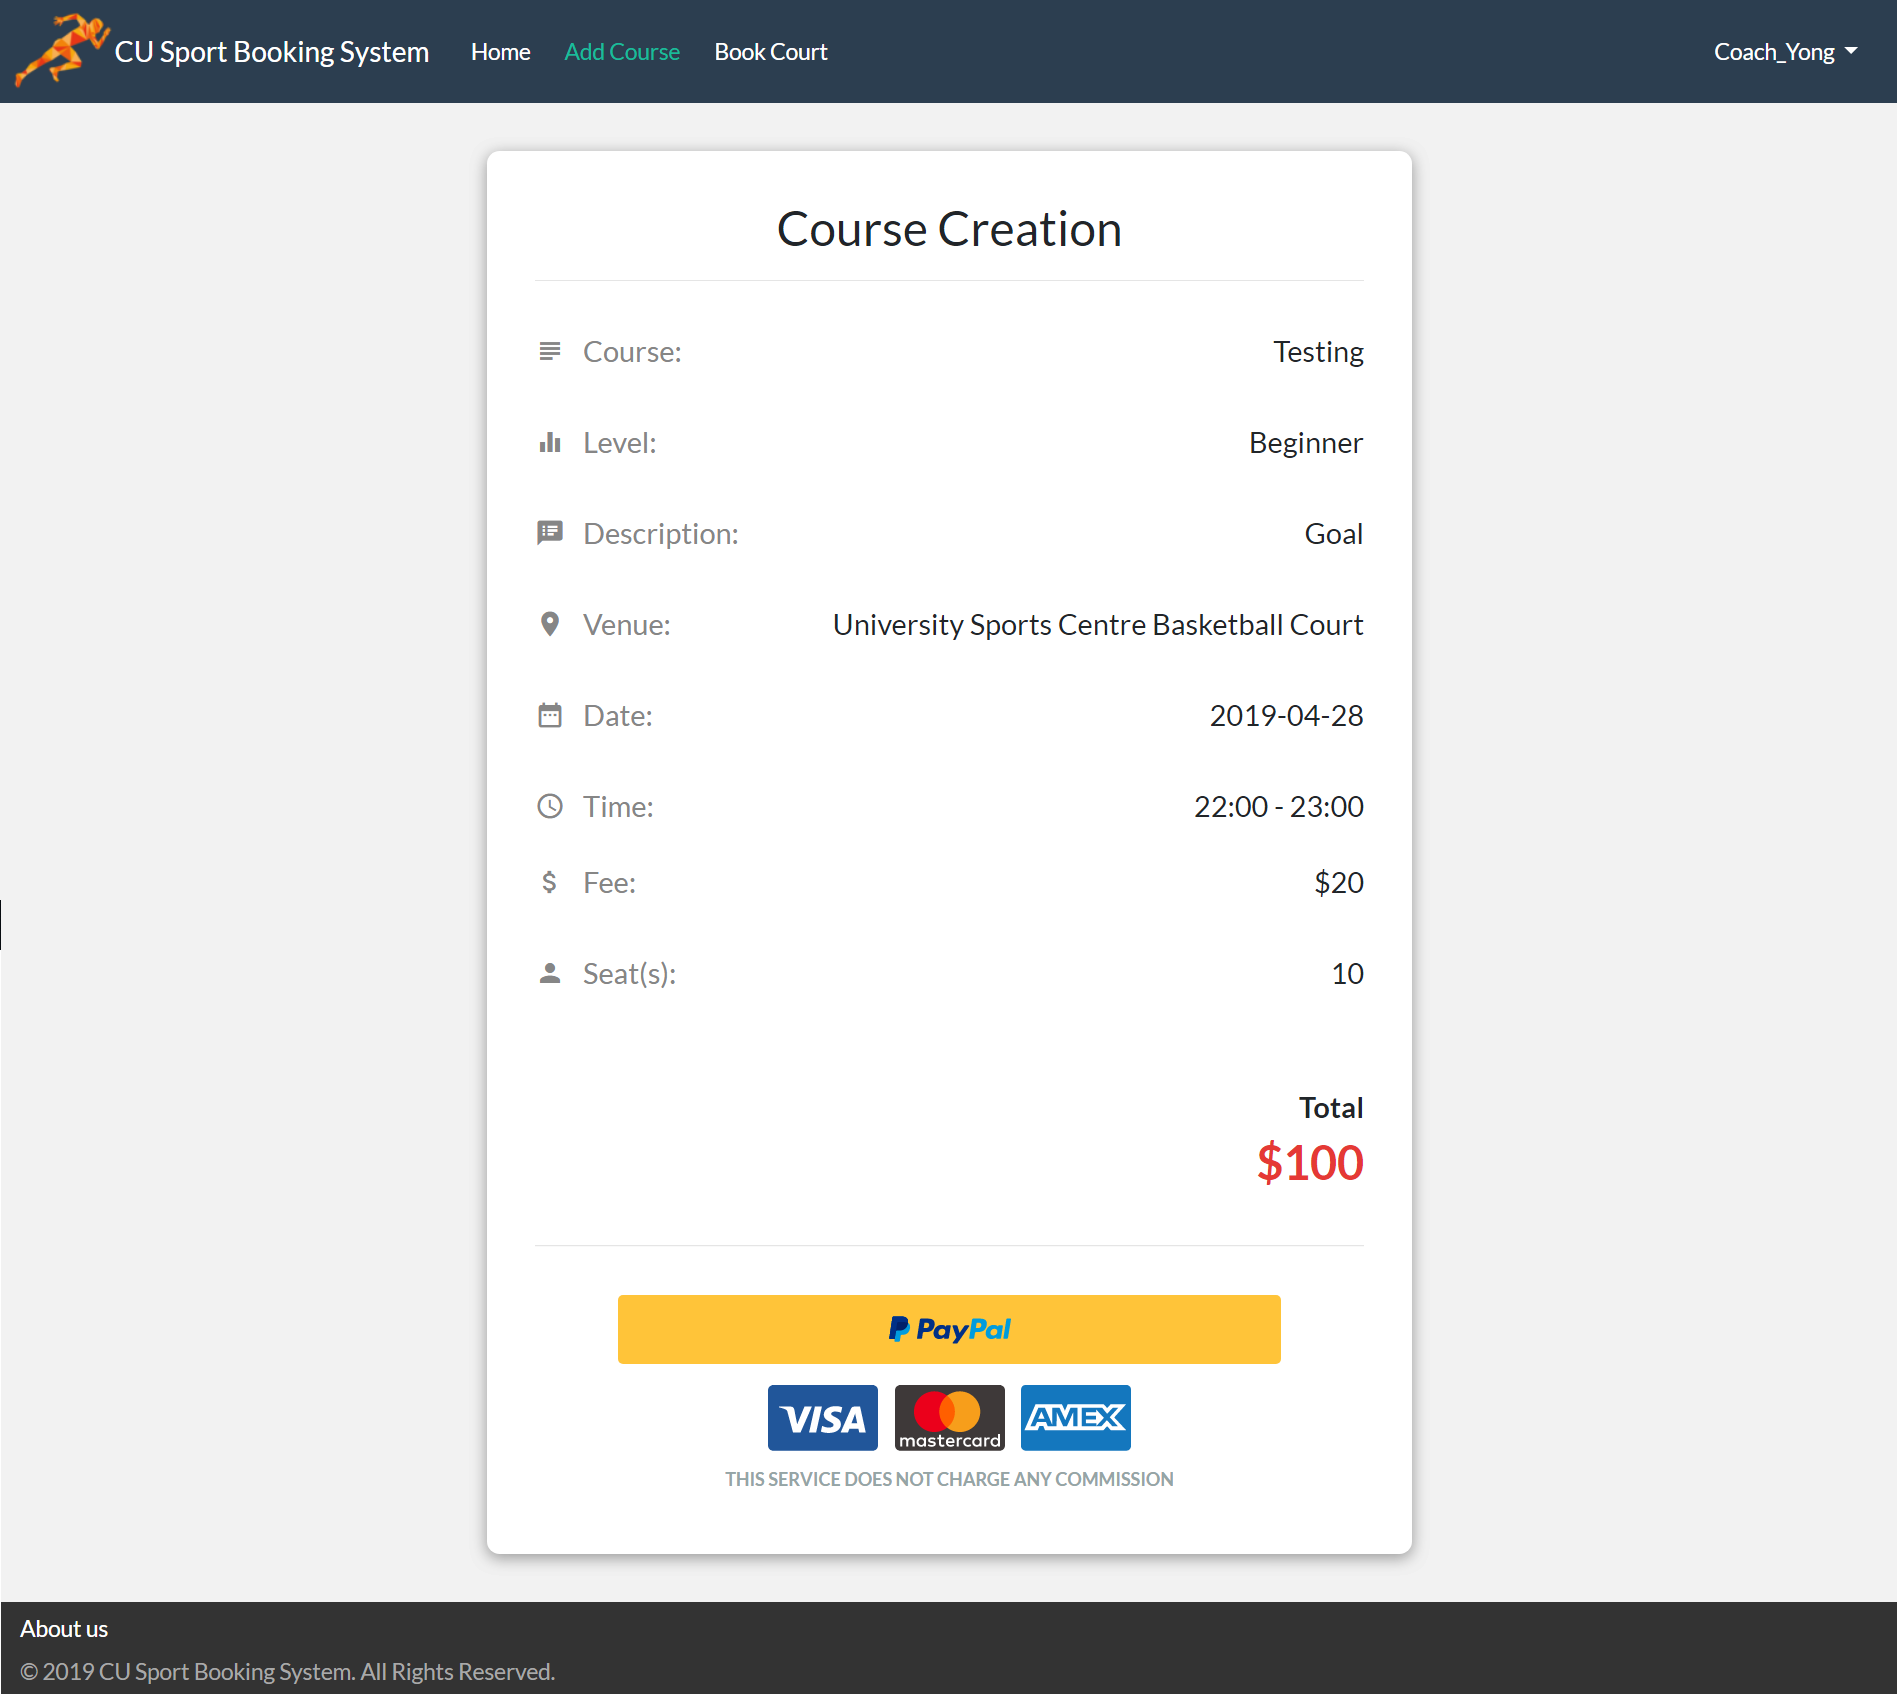 CU Sport Booking System Home Add Course Book Court Coach_Yong
Course Creation
Course: Testing
Level: Beginner
Description: Goal
Venue: University Sports Centre Basketball Court
Date: 2019-04-28
Time: 22:00 - 23:00
Fee: $20
Seat(s): 10
Total
$100
PayPal
VISA mastercard AMEX
THIS SERVICE DOES NOT CHARGE ANY COMMISSION
About us
© 2019 CU Sport Booking System. All Rights Reserved.